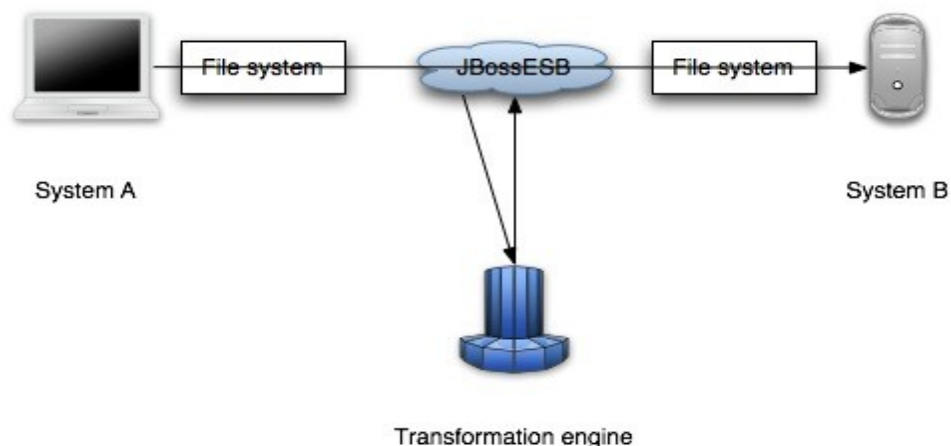 File system
JBossESB
File system
System A
System B
Transformation engine